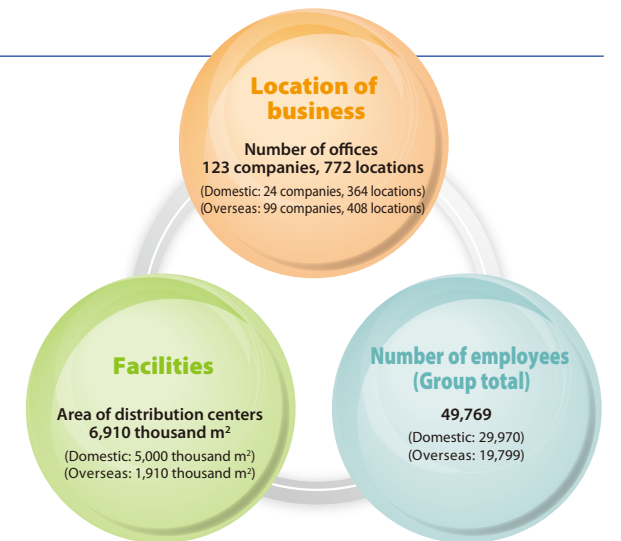 Location of
business
Number of offices
123 companies, 772 locations
(Domestic: 24 companies, 364 locations)
(Overseas: 99 companies, 408 locations)
Facilities
Area of distribution centers
6,910 thousand m²
(Domestic: 5,000 thousand m²)
(Overseas: 1,910 thousand m²)
Number of employees
(Group total)
49,769
(Domestic: 29,970)
(Overseas: 19,799)